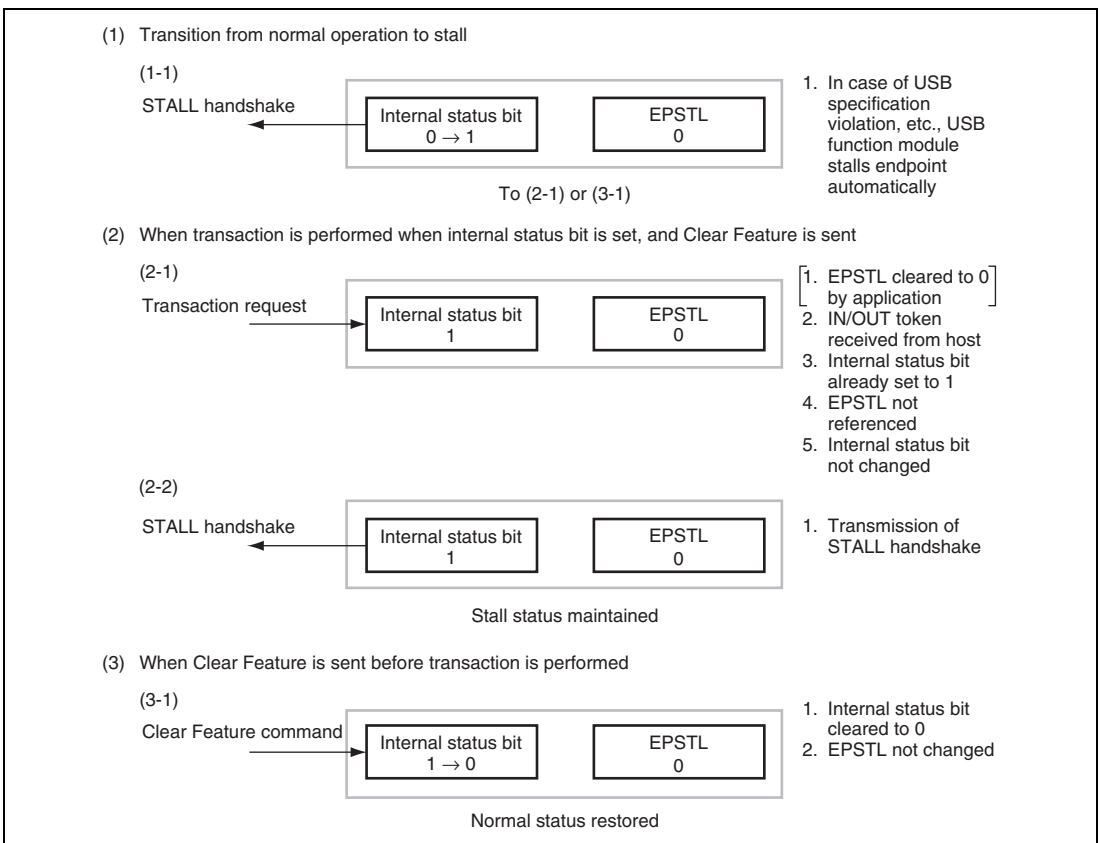 (1) Transition from normal operation to stall
(1-1)
STALL handshake
Internal status bit
0 → 1
EPSTL
0
1. In case of USB
specification
violation, etc., USB
function module
stalls endpoint
automatically
To (2-1) or (3-1)
(2) When transaction is performed when internal status bit is set, and Clear Feature is sent
(2-1)
Transaction request
Internal status bit
1
EPSTL
0
1. EPSTL cleared to 0
by application
2. IN/OUT token
received from host
3. Internal status bit
already set to 1
4. EPSTL not
referenced
5. Internal status bit
not changed
(2-2)
STALL handshake
Internal status bit
1
EPSTL
0
1. Transmission of
STALL handshake
Stall status maintained
(3) When Clear Feature is sent before transaction is performed
(3-1)
Clear Feature command
Internal status bit
1 → 0
EPSTL
0
1. Internal status bit
cleared to 0
2. EPSTL not changed
Normal status restored